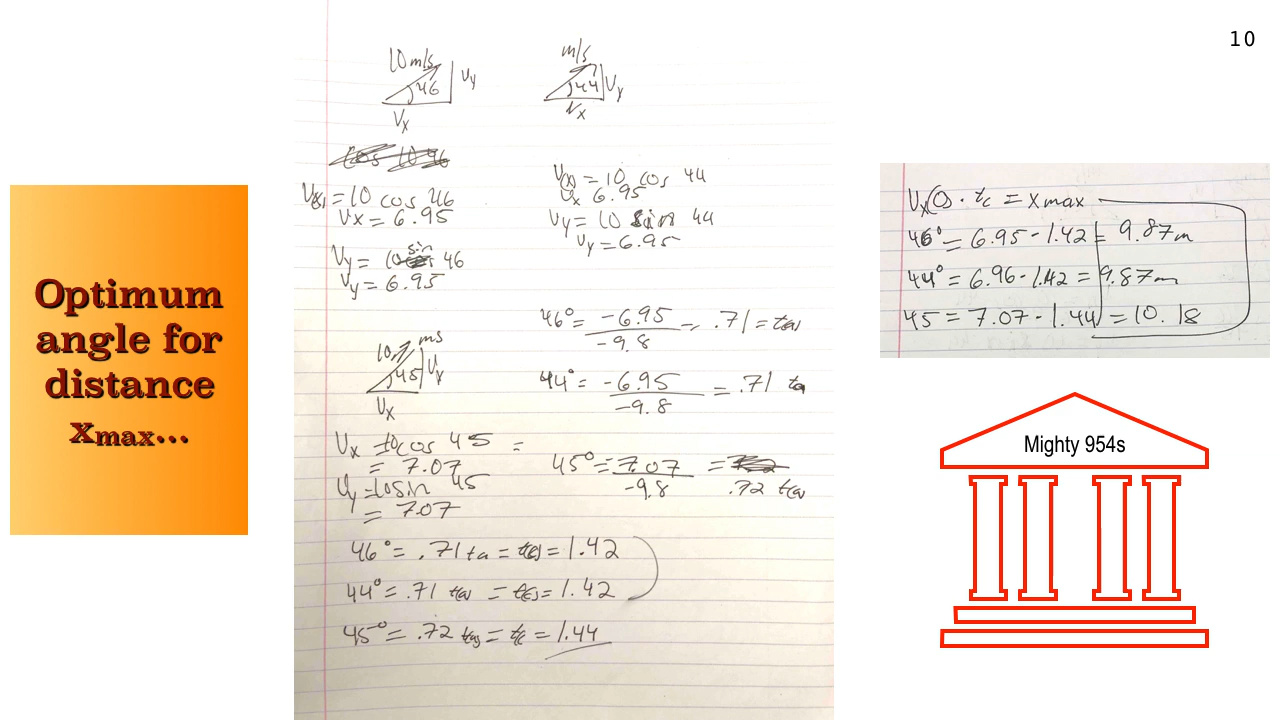 10
Optimum
angle for
distance
xmax...
10 m/s
46
Vy
Vx
m/s
44
Vy
Vx
= 10 cos 46
Vx = 6.95
Vy = 10 sin 46
Vy = 6.95
= 10 cos 44
Vx 6.95
Vy = 10 sin 44
Vy = 6.95
46° = -6.95 / -9.8 = .71 = ta
44° = -6.95 / -9.8 = .71 ta
10 ms
45
Vx
Vx
Vx = 10 cos 45 =
= 7.07
Vy = 10 sin 45
= 7.07
45° = -7.07 / -9.8 =
.72 ta
46° = .71 ta = tc = 1.42
44° = .71 ta = tc = 1.42
45° = .72 ta = tc = 1.44
Vx · tc = xmax
46° = 6.95 - 1.42 = 9.87m
44° = 6.96 - 1.42 = 9.87m
45 = 7.07 - 1.44 = 10.18
Mighty 954s